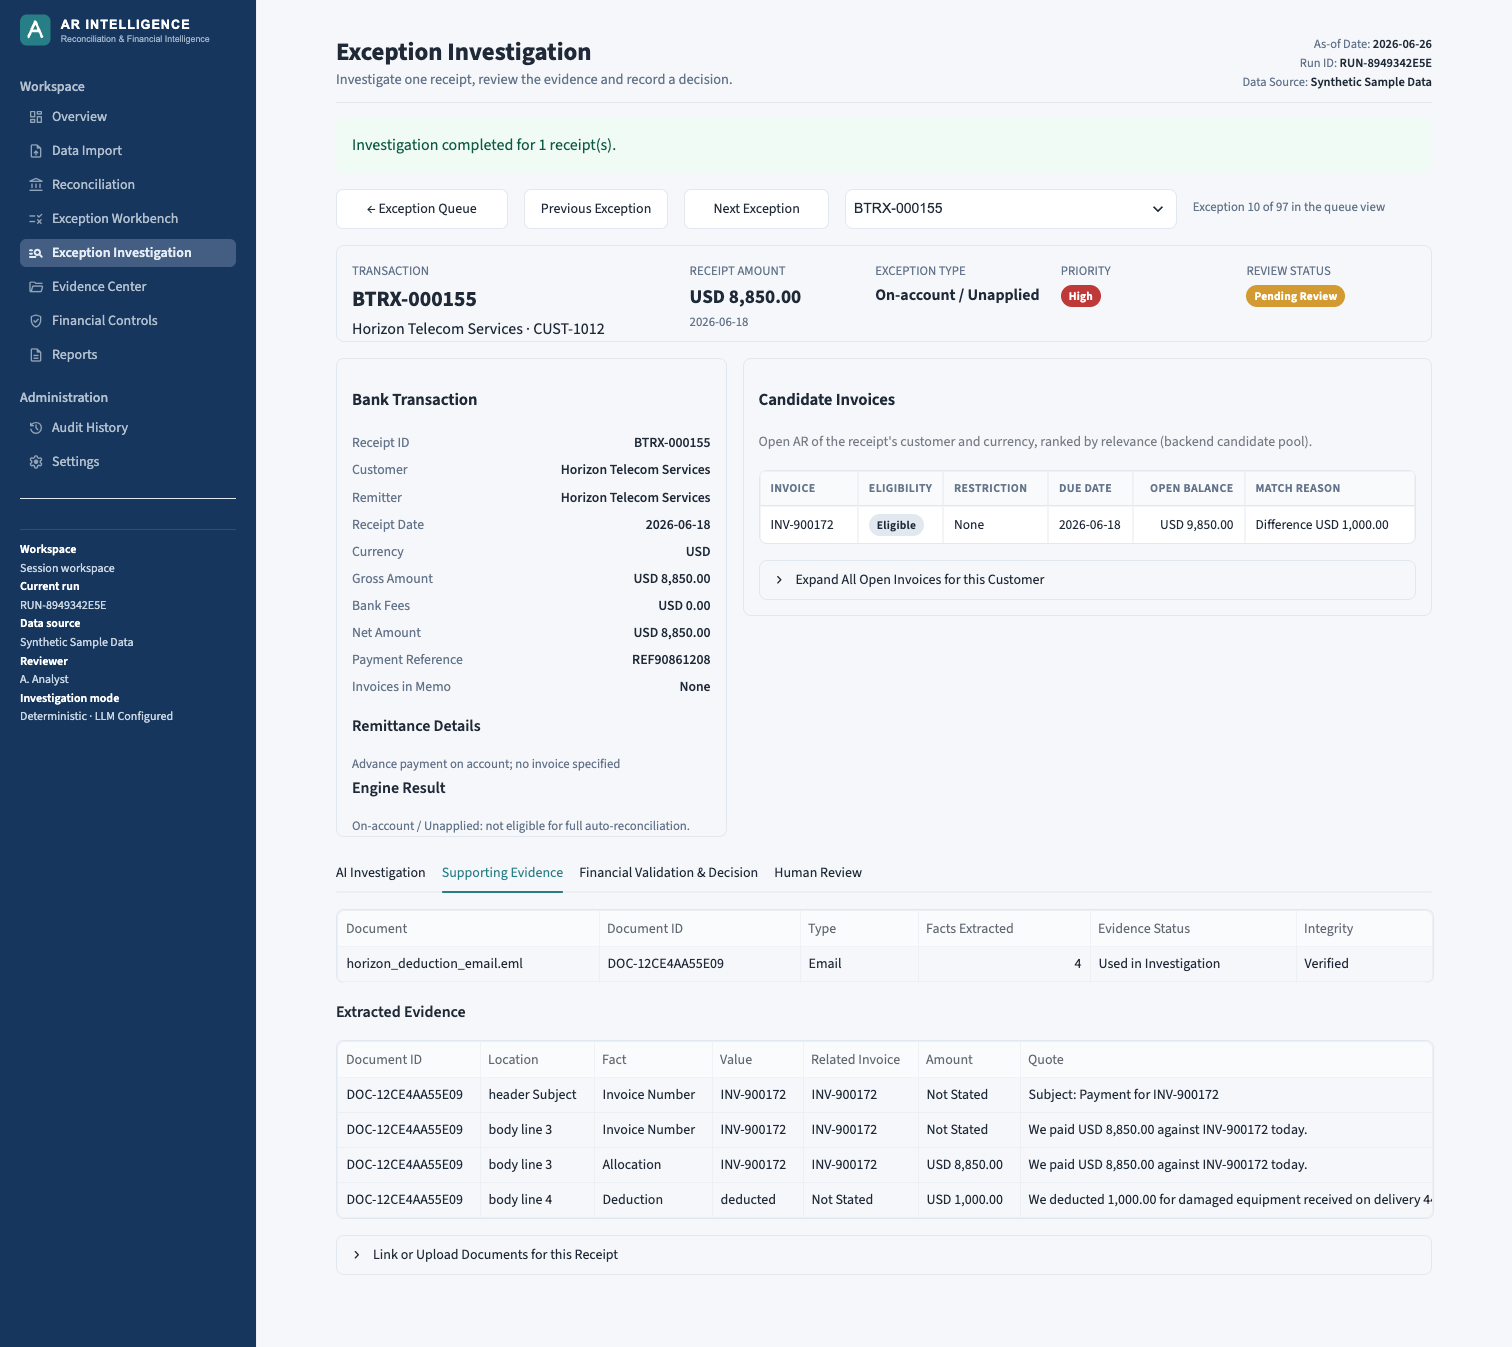 AR INTELLIGENCE
Reconciliation & Financial Intelligence
Workspace
Overview
Data Import
Reconciliation
Exception Workbench
Exception Investigation
Evidence Center
Financial Controls
Reports
Administration
Audit History
Settings
Workspace
Session workspace
Current run
RUN-8949342E5E
Data source
Synthetic Sample Data
Reviewer
A. Analyst
Investigation mode
Deterministic · LLM Configured
Exception Investigation
Investigate one receipt, review the evidence and record a decision.
As-of Date: 2026-06-26
Run ID: RUN-8949342E5E
Data Source: Synthetic Sample Data
Investigation completed for 1 receipt(s).
← Exception Queue
Previous Exception
Next Exception
BTRX-000155
Exception 10 of 97 in the queue view
TRANSACTION
BTRX-000155
Horizon Telecom Services · CUST-1012
RECEIPT AMOUNT
USD 8,850.00
2026-06-18
EXCEPTION TYPE
On-account / Unapplied
PRIORITY
High
REVIEW STATUS
Pending Review
Bank Transaction
Receipt ID BTRX-000155
Customer Horizon Telecom Services
Remitter Horizon Telecom Services
Receipt Date 2026-06-18
Currency USD
Gross Amount USD 8,850.00
Bank Fees USD 0.00
Net Amount USD 8,850.00
Payment Reference REF90861208
Invoices in Memo None
Remittance Details
Advance payment on account; no invoice specified
Engine Result
On-account / Unapplied: not eligible for full auto-reconciliation.
Candidate Invoices
Open AR of the receipt's customer and currency, ranked by relevance (backend candidate pool).
INVOICE ELIGIBILITY RESTRICTION DUE DATE OPEN BALANCE MATCH REASON
INV-900172 Eligible None 2026-06-18 USD 9,850.00 Difference USD 1,000.00
Expand All Open Invoices for this Customer
AI Investigation Supporting Evidence Financial Validation & Decision Human Review
Document Document ID Type Facts Extracted Evidence Status Integrity
horizon_deduction_email.eml DOC-12CE4AA55E09 Email 4 Used in Investigation Verified
Extracted Evidence
Document ID Location Fact Value Related Invoice Amount Quote
DOC-12CE4AA55E09 header Subject Invoice Number INV-900172 INV-900172 Not Stated Subject: Payment for INV-900172
DOC-12CE4AA55E09 body line 3 Invoice Number INV-900172 INV-900172 Not Stated We paid USD 8,850.00 against INV-900172 today.
DOC-12CE4AA55E09 body line 3 Allocation INV-900172 INV-900172 USD 8,850.00 We paid USD 8,850.00 against INV-900172 today.
DOC-12CE4AA55E09 body line 4 Deduction deducted Not Stated USD 1,000.00 We deducted 1,000.00 for damaged equipment received on delivery
Link or Upload Documents for this Receipt